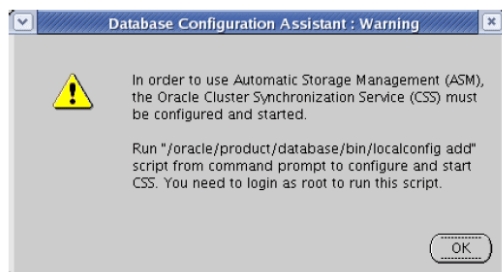 Database Configuration Assistant : Warning
In order to use Automatic Storage Management (ASM),
the Oracle Cluster Synchronization Service (CSS) must
be configured and started.
Run "/oracle/product/database/bin/localconfig add"
script from command prompt to configure and start
CSS. You need to login as root to run this script.
OK